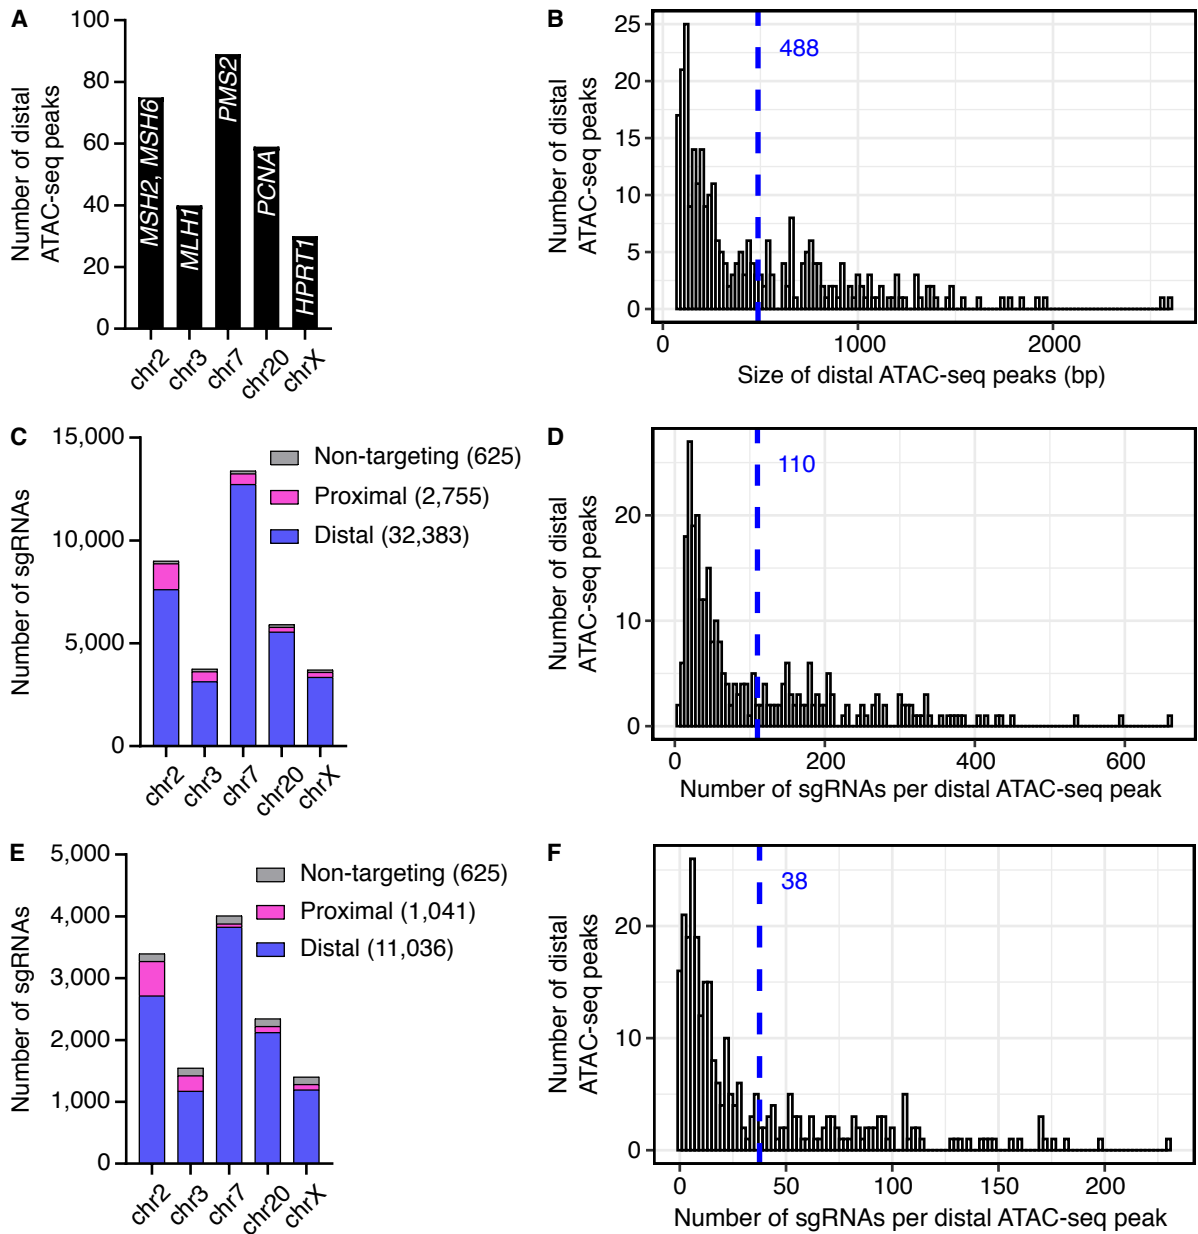 A
Number of distal
ATAC-seq peaks
100
80
60
40
20
0
MSH2, MSH6
MLH1
PMS2
PCNA
HPRT1
chr2
chr3
chr7
chr20
chrX
B
Number of distal
ATAC-seq peaks
25
20
15
10
5
0
488
0
1000
2000
Size of distal ATAC-seq peaks (bp)
C
Number of sgRNAs
15,000
10,000
5,000
0
Non-targeting (625)
Proximal (2,755)
Distal (32,383)
chr2
chr3
chr7
chr20
chrX
D
Number of distal
ATAC-seq peaks
20
10
0
110
0
200
400
600
Number of sgRNAs per distal ATAC-seq peak
E
Number of sgRNAs
5,000
4,000
3,000
2,000
1,000
0
Non-targeting (625)
Proximal (1,041)
Distal (11,036)
chr2
chr3
chr7
chr20
chrX
F
Number of distal
ATAC-seq peaks
20
10
0
38
0
50
100
150
200
Number of sgRNAs per distal ATAC-seq peak